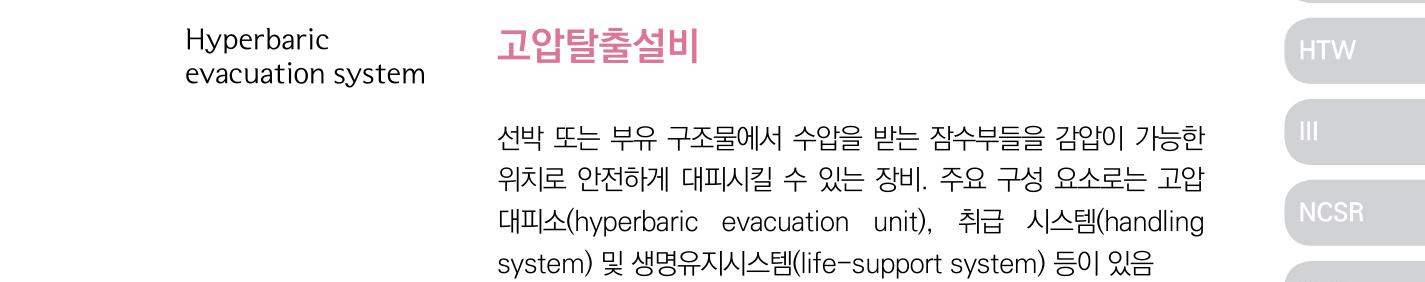 Hyperbaric
evacuation system
고압탈출설비
선박 또는 부유 구조물에서 수압을 받는 잠수부들을 감압이 가능한
위치로 안전하게 대피시킬 수 있는 장비. 주요 구성 요소로는 고압
대피소(hyperbaric evacuation unit), 취급 시스템(handling
system) 및 생명유지시스템(life-support system) 등이 있음
HTW
III
NCSR